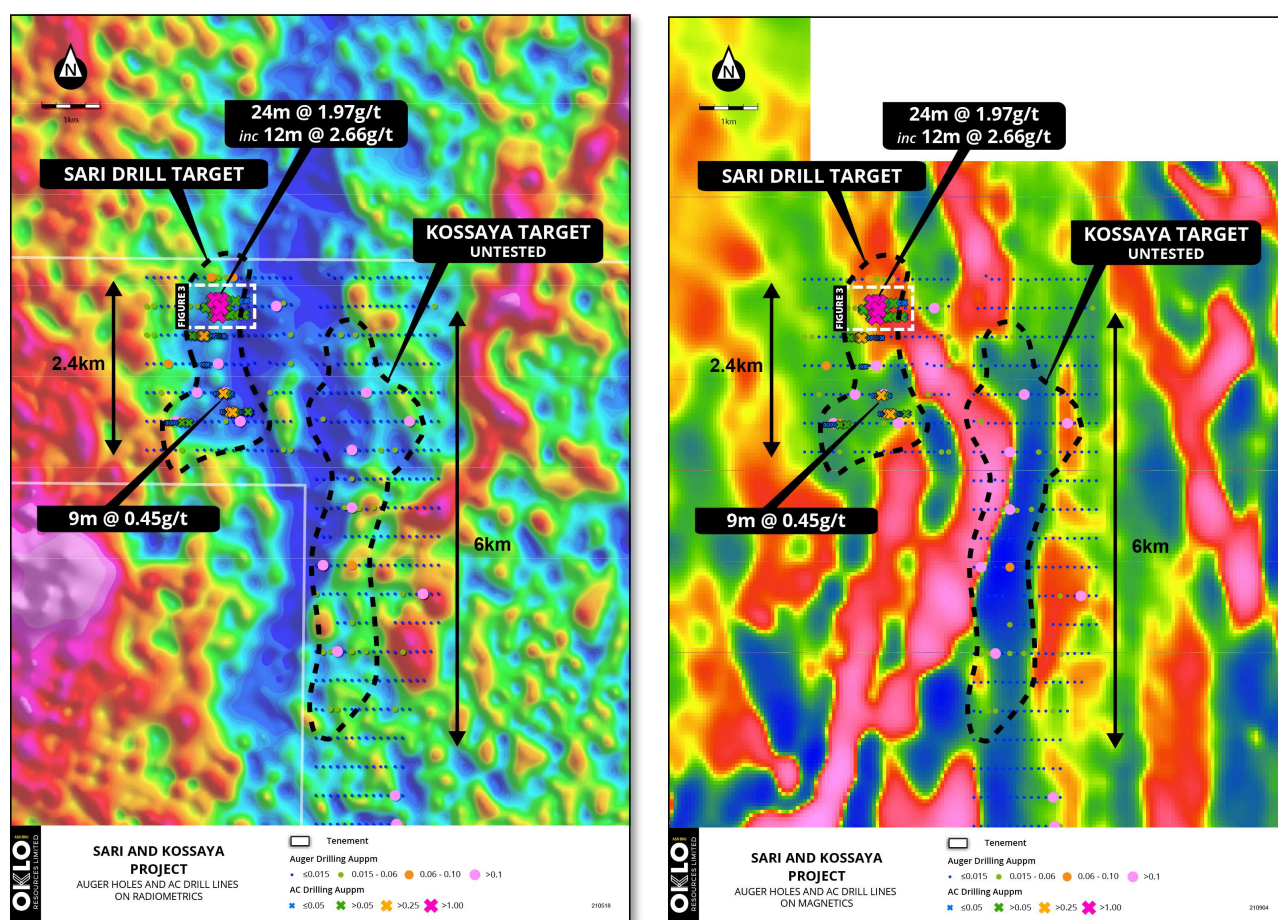 N
1km
24m @ 1.97g/t
inc 12m @ 2.66g/t
SARI DRILL TARGET
KOSSAYA TARGET
UNTESTED
FIGURE 3
2.4km
9m @ 0.45g/t
6km
ASX:OKU
OKLO
RESOURCES LIMITED
SARI AND KOSSAYA
PROJECT
AUGER HOLES AND AC DRILL LINES
ON RADIOMETRICS
Tenement
Auger Drilling Auppm
≤0.015 0.015 - 0.06 0.06 - 0.10 >0.1
AC Drilling Auppm
≤0.05 >0.05 >0.25 >1.00
210518
N
1km
24m @ 1.97g/t
inc 12m @ 2.66g/t
SARI DRILL TARGET
KOSSAYA TARGET
UNTESTED
FIGURE 3
2.4km
9m @ 0.45g/t
6km
ASX:OKU
OKLO
RESOURCES LIMITED
SARI AND KOSSAYA
PROJECT
AUGER HOLES AND AC DRILL LINES
ON MAGNETICS
Tenement
Auger Drilling Auppm
≤0.015 0.015 - 0.06 0.06 - 0.10 >0.1
AC Drilling Auppm
≤0.05 >0.05 >0.25 >1.00
210904